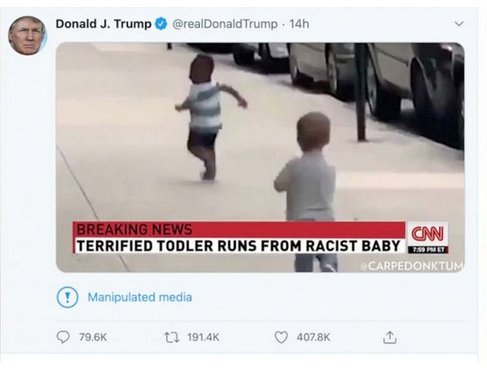 Donald J. Trump @realDonaldTrump · 14h
BREAKING NEWS
TERRIFIED TODLER RUNS FROM RACIST BABY
CNN
7:59 PM ET
@CARPEDONKTUM
Manipulated media
79.6K 191.4K 407.8K